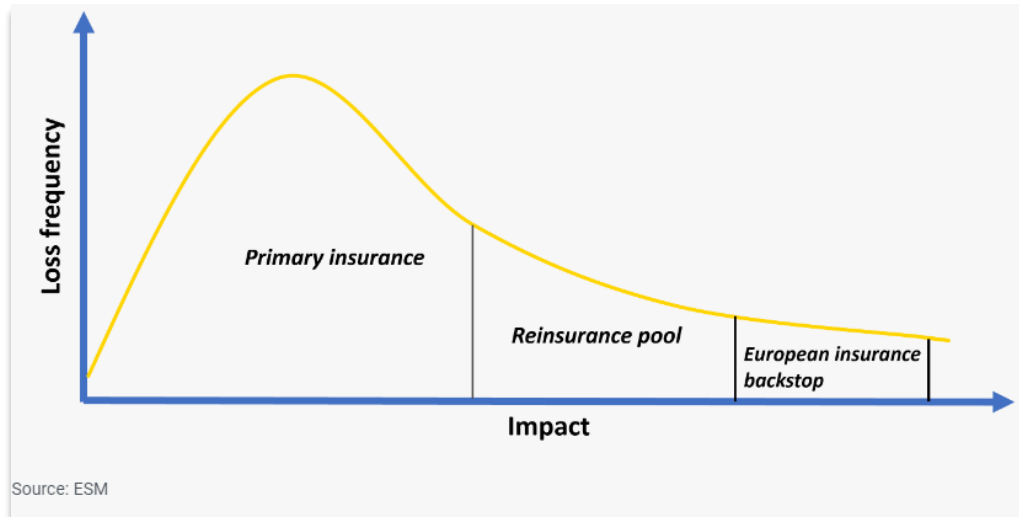 Loss frequency
Primary insurance
Reinsurance pool
European insurance
backstop
Impact
Source: ESM